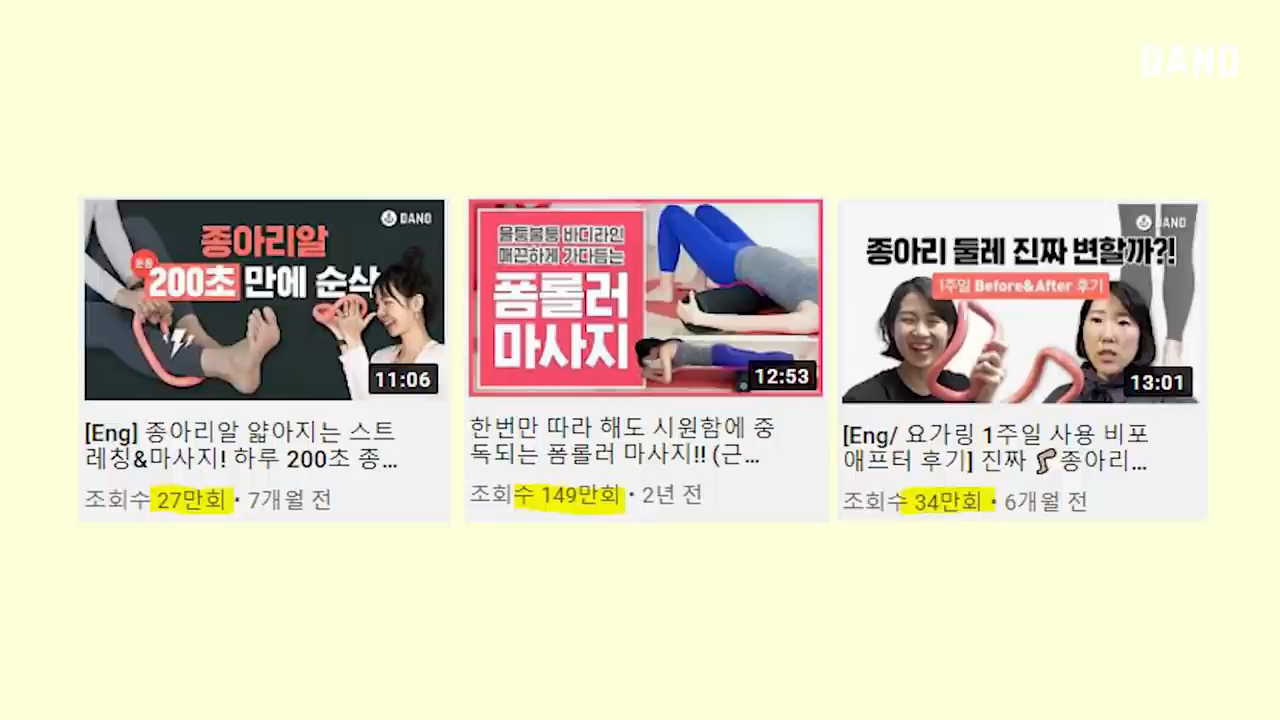 DANO
DANO
종아리알
운동
200초 만에 순삭
11:06
[Eng] 종아리알 얇아지는 스트
레칭&마사지! 하루 200초 종...
조회수 27만회 • 7개월 전
울퉁불퉁 바디라인
매끈하게 가다듬는
폼롤러
마사지
12:53
한번만 따라 해도 시원함에 중
독되는 폼롤러 마사지!! (근...
조회수 149만회 • 2년 전
DANO
종아리 둘레 진짜 변할까?!
1주일 Before&After 후기
13:01
[Eng/ 요가링 1주일 사용 비포
애프터 후기] 진짜 종아리...
조회수 34만회 • 6개월 전